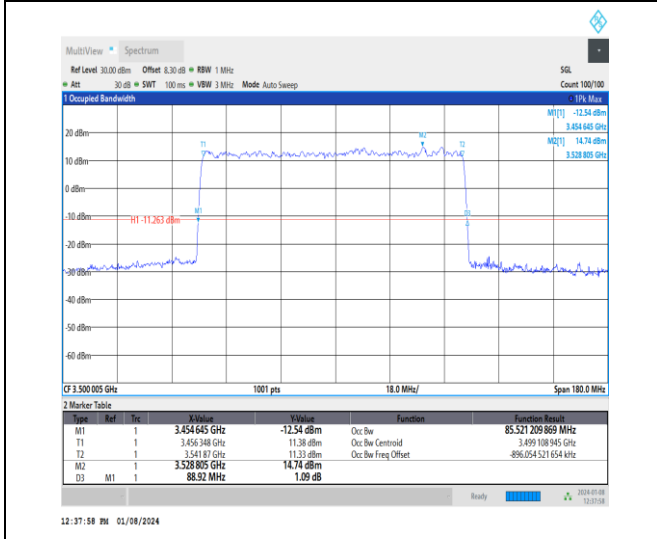 MultiView Spectrum
Ref Level 30.00 dBm Offset 8.30 dB RBW 1 MHz SGL
Att 30 dB SWT 100 ms VBW 3 MHz Mode Auto Sweep Count 100/100
1 Occupied Bandwidth 1Pk Max
M1[1] -12.54 dBm
3.454 645 GHz
M2[1] 14.74 dBm
3.528 805 GHz
20 dBm
T1 M2 T2
10 dBm
0 dBm
M1 D3
-10 dBm H1 -11.263 dBm
-20 dBm
-30 dBm
-40 dBm
-50 dBm
-60 dBm
CF 3.500 005 GHz 1001 pts 18.0 MHz/ Span 180.0 MHz
2 Marker Table
Type Ref Trc X-Value Y-Value Function Function Result
M1 1 3.454 645 GHz -12.54 dBm Occ Bw 85.521 209 869 MHz
T1 1 3.456 348 GHz 11.38 dBm Occ Bw Centroid 3.499 108 945 GHz
T2 1 3.541 87 GHz 11.33 dBm Occ Bw Freq Offset -896.054 521 654 kHz
M2 1 3.528 805 GHz 14.74 dBm
D3 M1 1 88.92 MHz 1.09 dB
Ready 2024-01-08
12:37:58
12:37:58 PM 01/08/2024